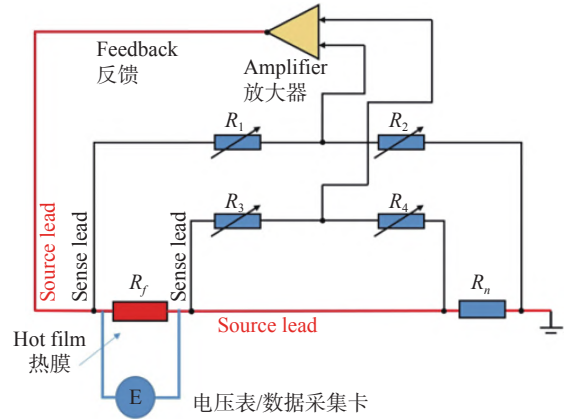 Feedback
反馈
Amplifier
放大器
R1
R2
R3
R4
Source lead
Sense lead
Rf
Sense lead
Rn
Source lead
Hot film
热膜
E
电压表/数据采集卡